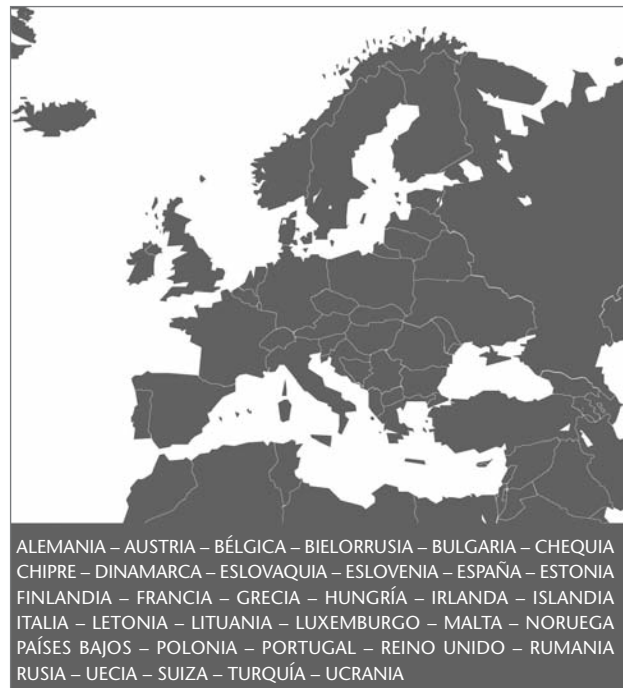 ALEMANIA – AUSTRIA – BÉLGICA – BIELORRUSIA – BULGARIA – CHEQUIA
CHIPRE – DINAMARCA – ESLOVAQUIA – ESLOVENIA – ESPAÑA – ESTONIA
FINLANDIA – FRANCIA – GRECIA – HUNGRÍA – IRLANDA – ISLANDIA
ITALIA – LETONIA – LITUANIA – LUXEMBURGO – MALTA – NORUEGA
PAÍSES BAJOS – POLONIA – PORTUGAL – REINO UNIDO – RUMANIA
RUSIA – UECIA – SUIZA – TURQUÍA – UCRANIA